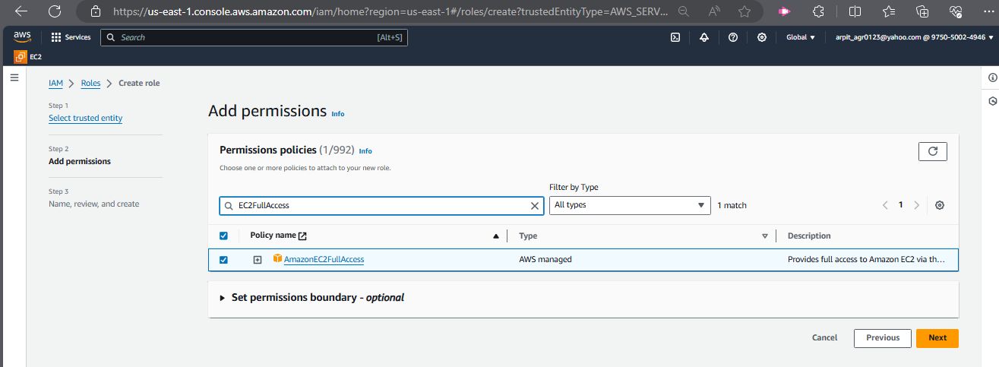 https://us-east-1.console.aws.amazon.com/iam/home?region=us-east-1#/roles/create?trustedEntityType=AWS_SERV...
aws Services Search [Alt+S] Global arpit_agr0123@yahoo.com @ 9750-5002-4946
EC2
IAM > Roles > Create role
Step 1
Select trusted entity
Step 2
Add permissions
Step 3
Name, review, and create
Add permissions Info
Permissions policies (1/992) Info
Choose one or more policies to attach to your new role.
Filter by Type
EC2FullAccess All types 1 match 1
Policy name Type Description
AmazonEC2FullAccess AWS managed Provides full access to Amazon EC2 via th...
Set permissions boundary - optional
Cancel Previous Next